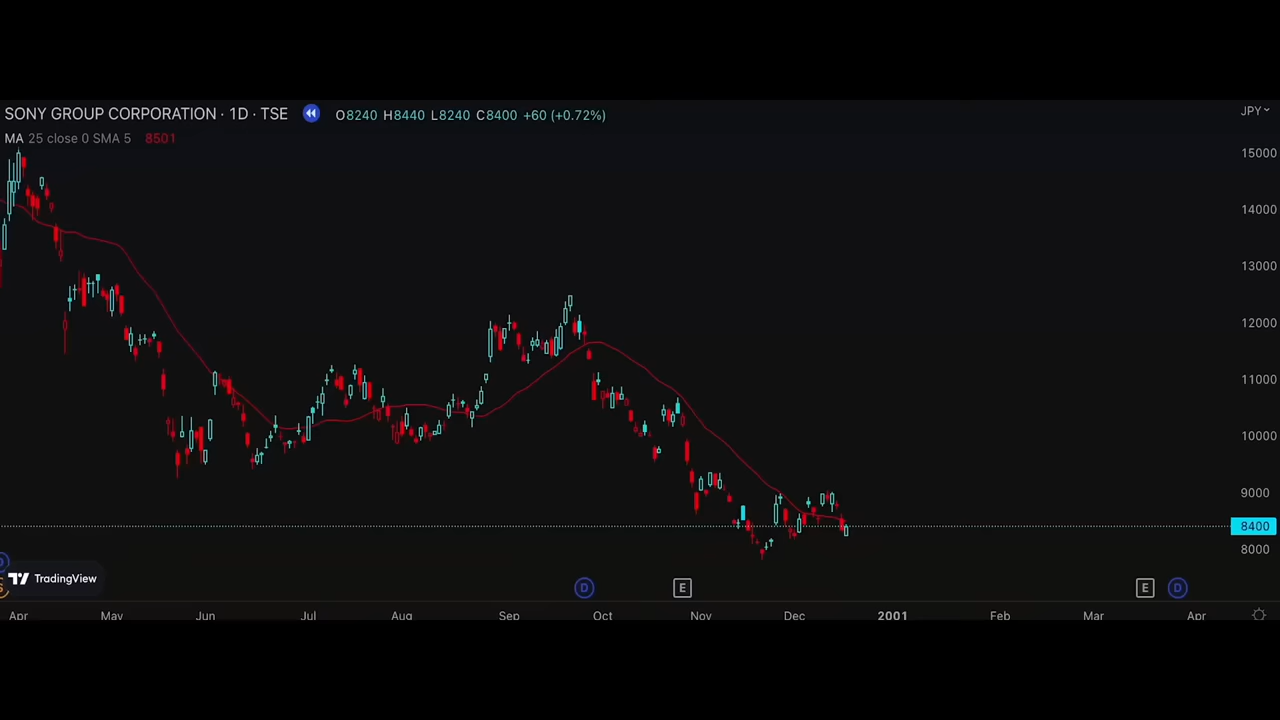 SONY GROUP CORPORATION · 1D · TSE O8240 H8440 L8240 C8400 +60 (+0.72%) JPY
MA 25 close 0 SMA 5 8501
15000
14000
13000
12000
11000
10000
9000
8400
8000
D E E D
TradingView
Apr May Jun Jul Aug Sep Oct Nov Dec 2001 Feb Mar Apr